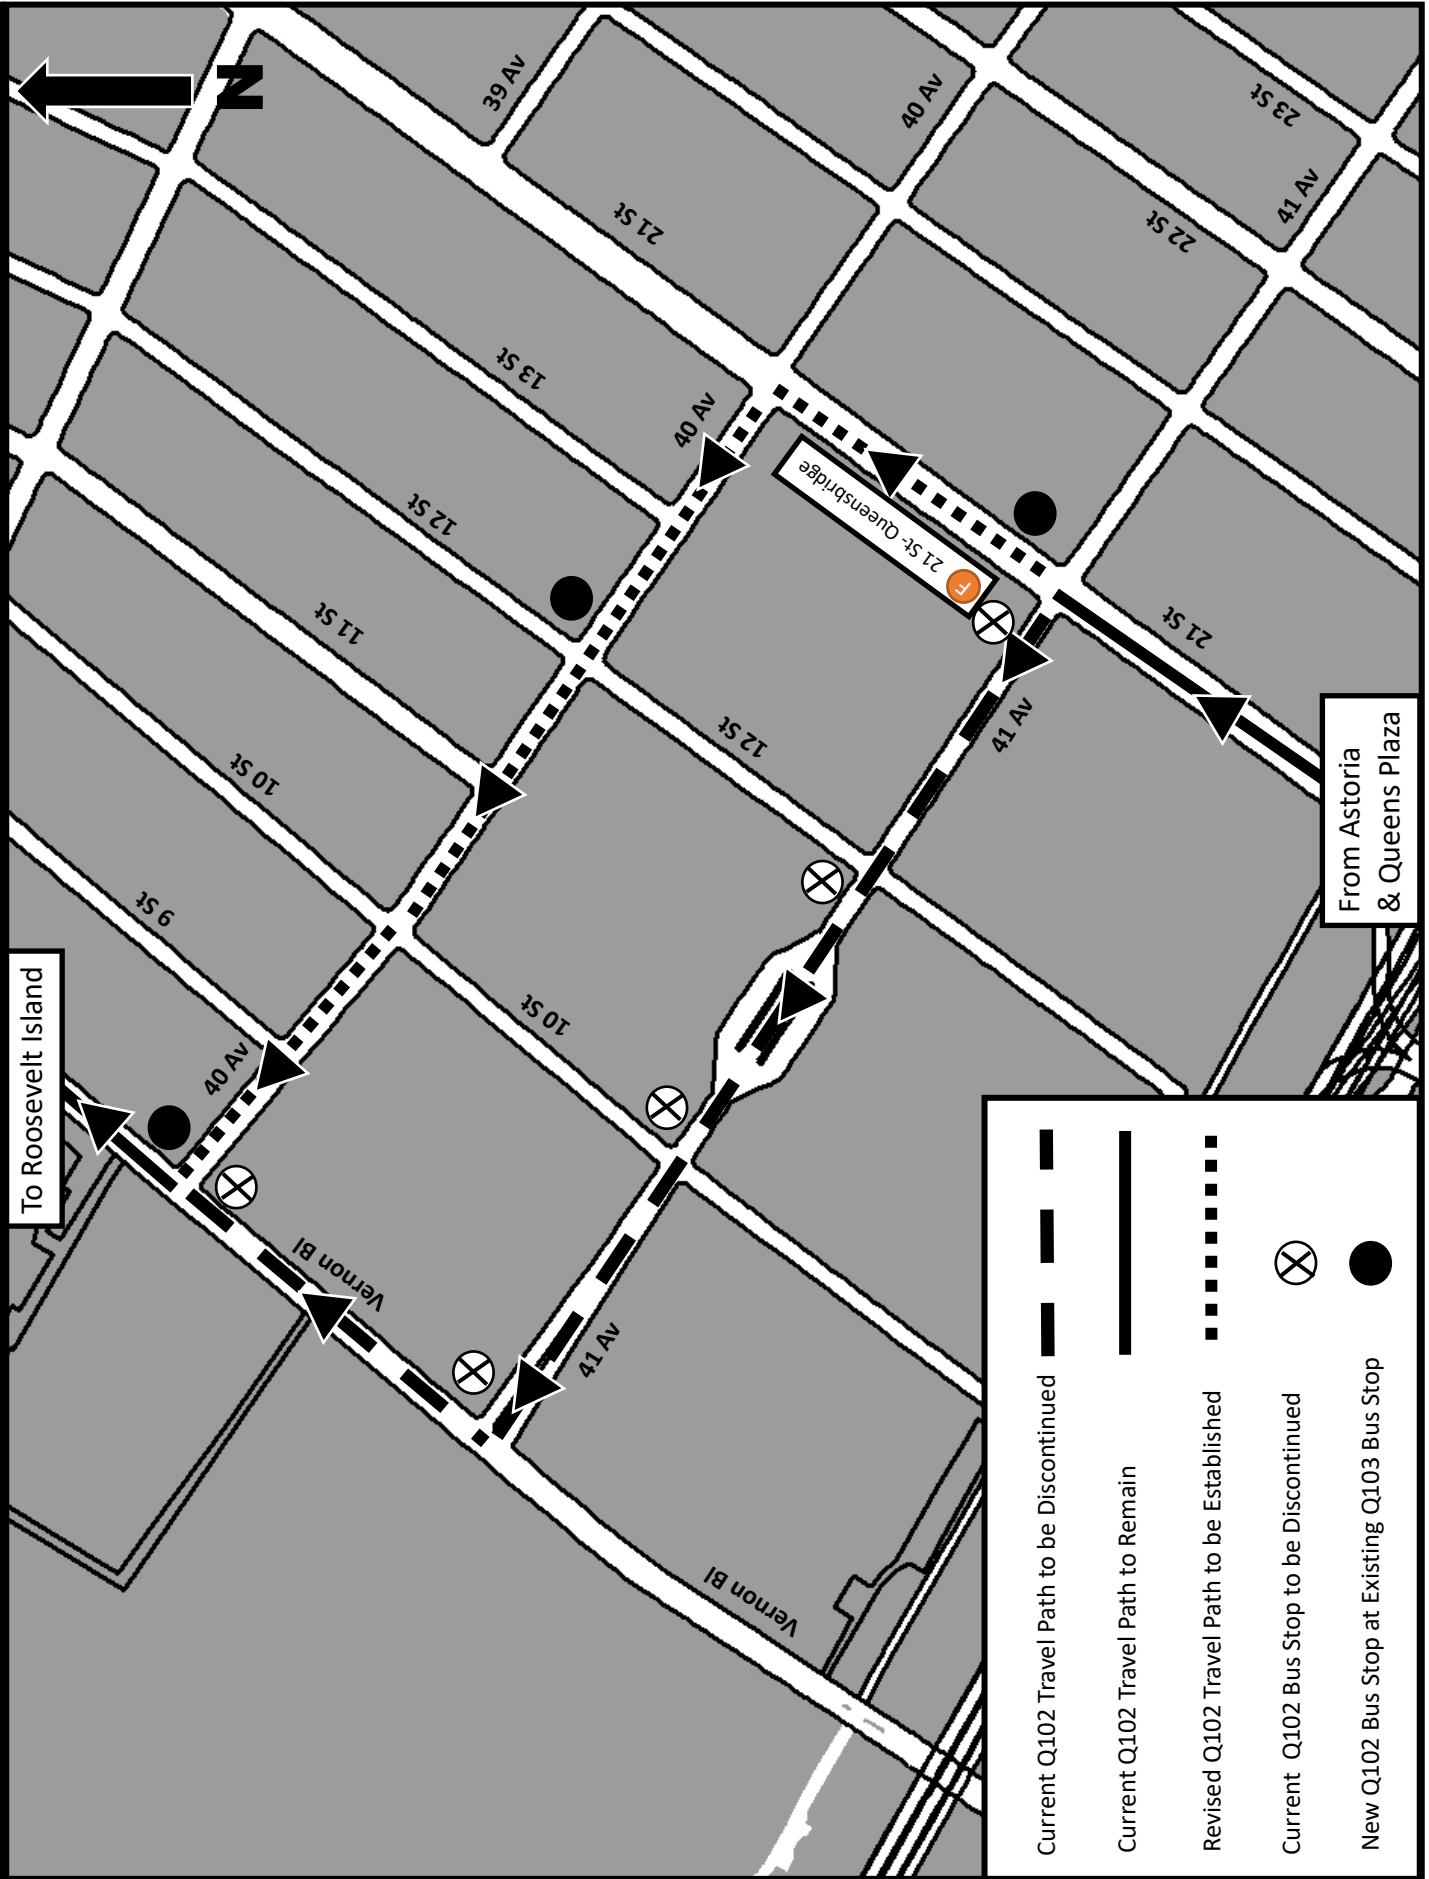 N
39 Av
40 Av
23 St
41 Av
22 St
21 St
13 St
40 Av
12 St
11 St
10 St
9 St
21 St- Queensbridge
F
21 St
12 St
41 Av
10 St
40 Av
To Roosevelt Island
Vernon Bl
41 Av
Vernon Bl
From Astoria
& Queens Plaza
Current Q102 Travel Path to be Discontinued
Current Q102 Travel Path to Remain
Revised Q102 Travel Path to be Established
Current Q102 Bus Stop to be Discontinued
New Q102 Bus Stop at Existing Q103 Bus Stop